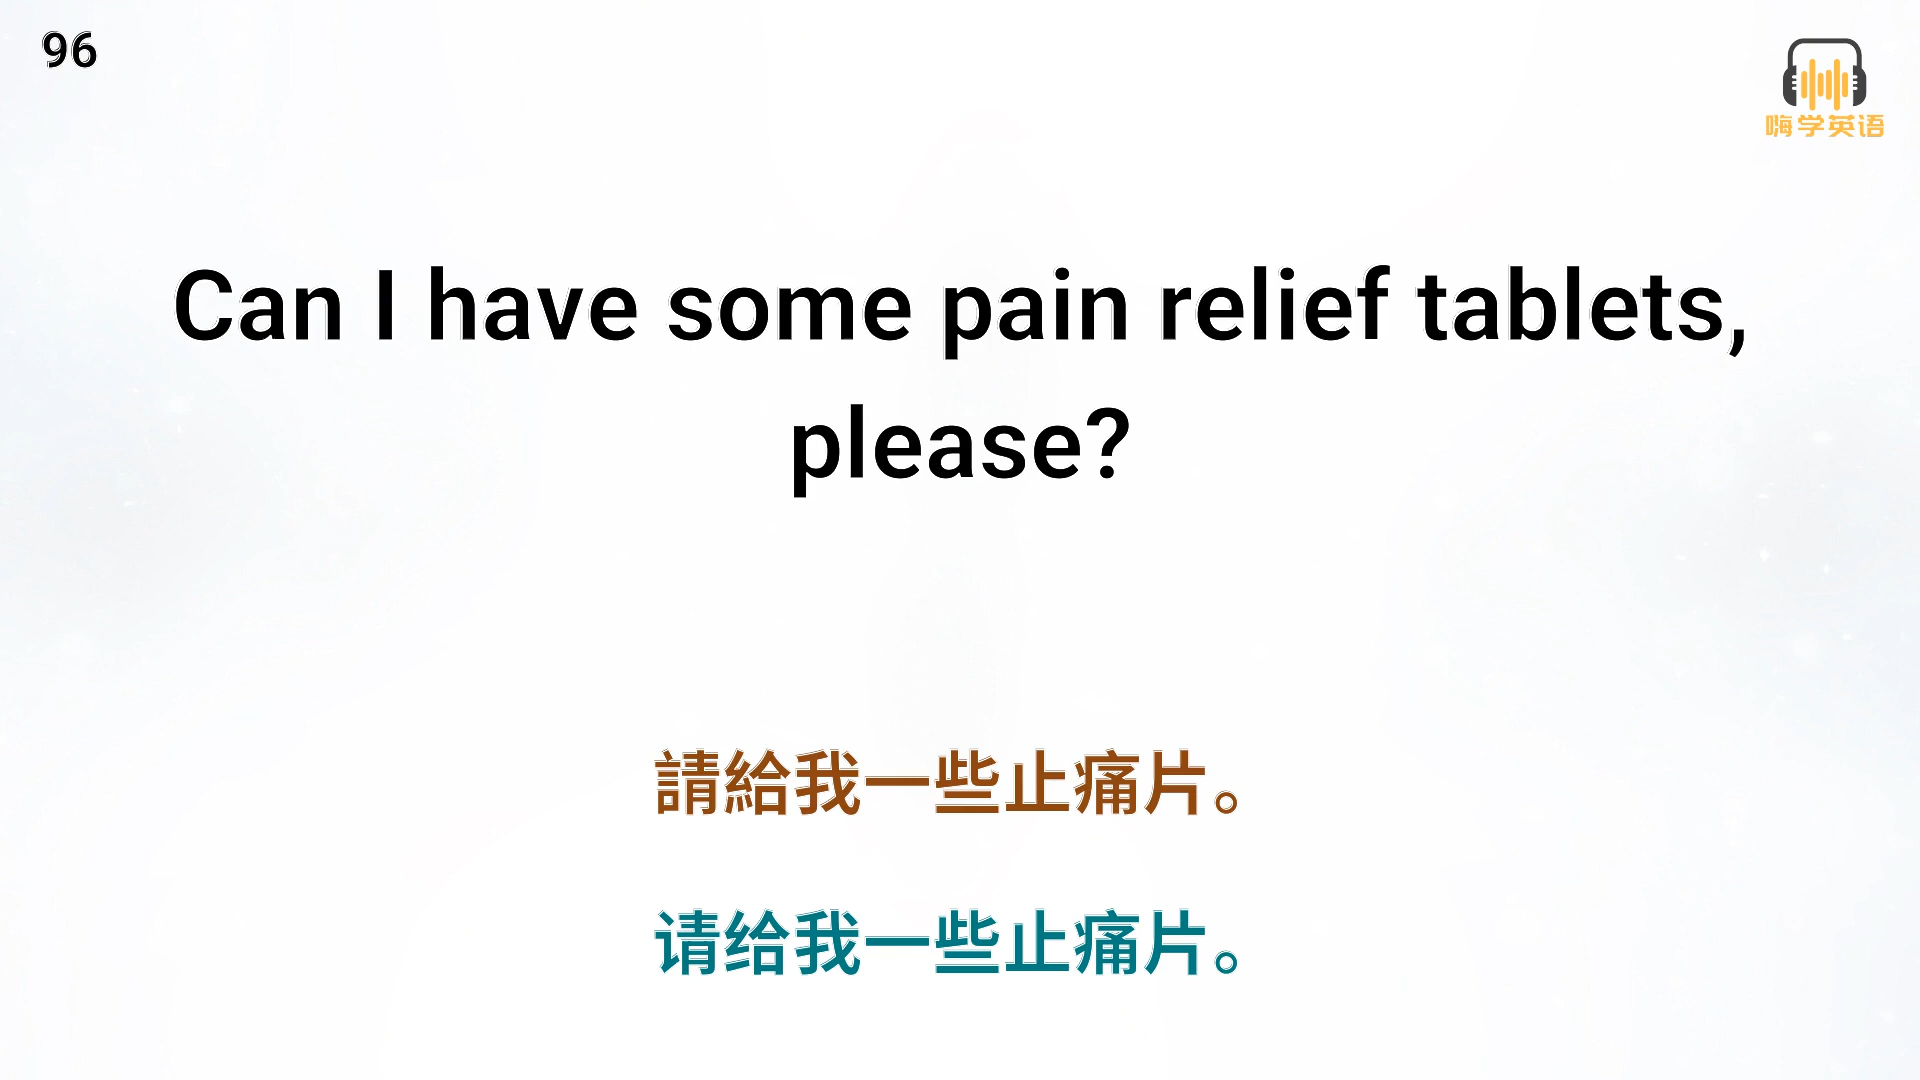 96
嗨学英语
Can I have some pain relief tablets,
please?
請給我一些止痛片。
请给我一些止痛片。